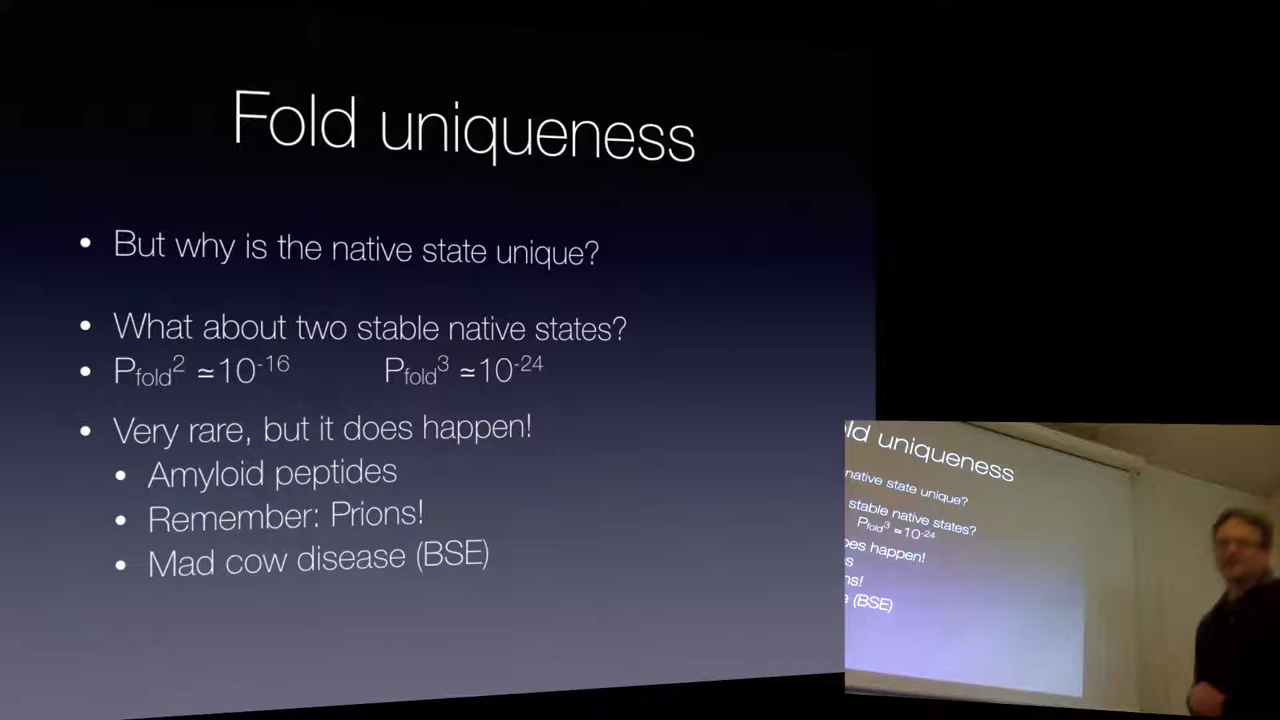 Fold uniqueness
• But why is the native state unique?
• What about two stable native states?
• Pfold² ≃10⁻¹⁶ Pfold³ ≃10⁻²⁴
• Very rare, but it does happen!
• Amyloid peptides
• Remember: Prions!
• Mad cow disease (BSE)
ld uniqueness
native state unique?
stable native states?
Pfold³ ≃10⁻²⁴
oes happen!
s
ns!
e (BSE)